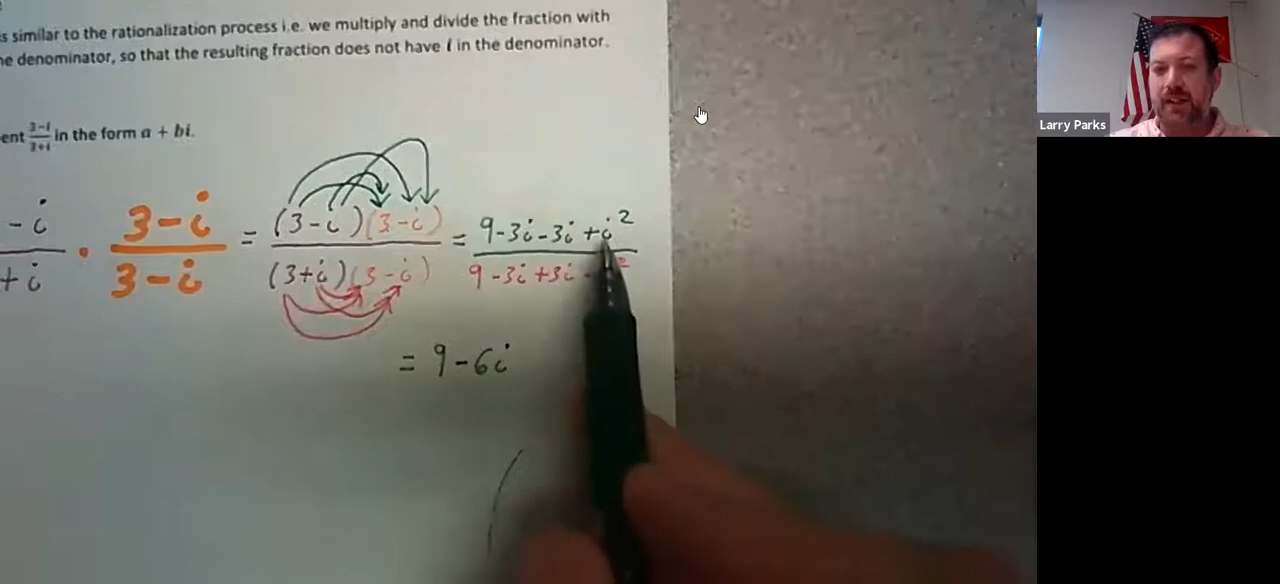 s similar to the rationalization process i.e. we multiply and divide the fraction with
he denominator, so that the resulting fraction does not have i in the denominator.
ent (3-i)/(3+i) in the form a + bi.
-i/+i · 3-i/3-i = (3-i)(3-i)/(3+i)(3-i) = 9-3i-3i+i²/9-3i+3i-²
= 9-6i
Larry Parks